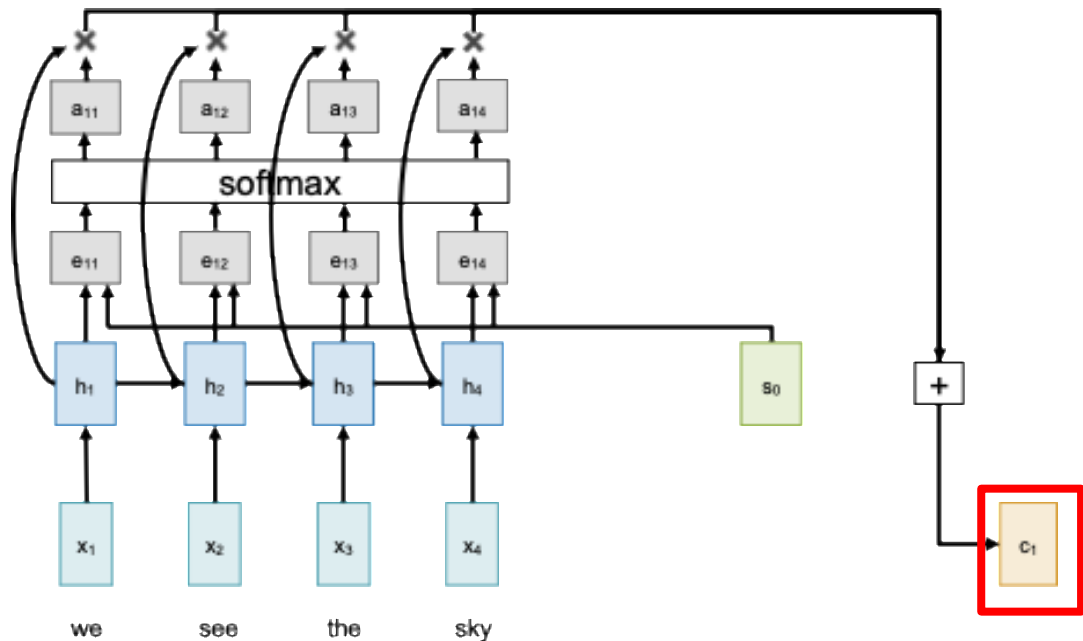 a₁₁ a₁₂ a₁₃ a₁₄
softmax
e₁₁ e₁₂ e₁₃ e₁₄
h₁ h₂ h₃ h₄ s₀ +
x₁ x₂ x₃ x₄ c₁
we see the sky